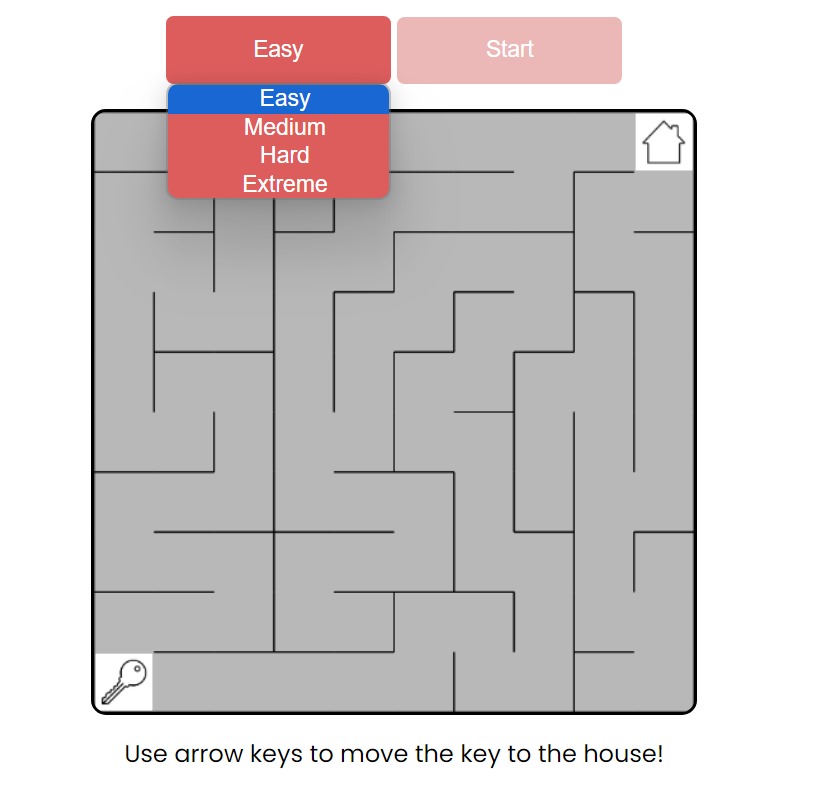 Easy
Start
Easy
Medium
Hard
Extreme
Use arrow keys to move the key to the house!